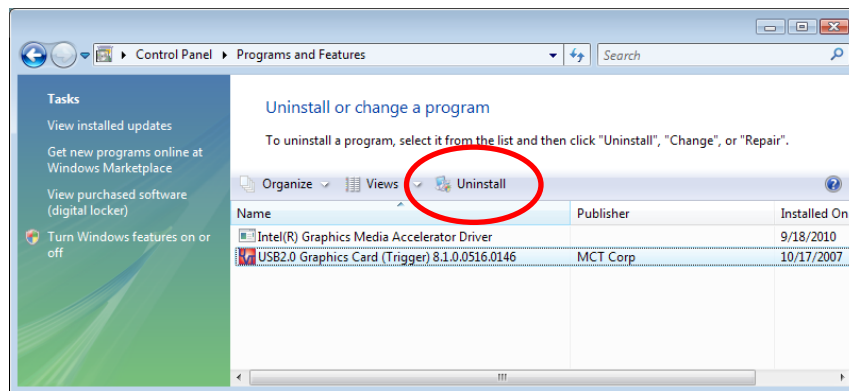 Control Panel Programs and Features
Search
Tasks
View installed updates
Get new programs online at
Windows Marketplace
View purchased software
(digital locker)
Turn Windows features on or
off
Uninstall or change a program
To uninstall a program, select it from the list and then click "Uninstall", "Change", or "Repair".
Organize Views Uninstall
Name Publisher Installed On
Intel(R) Graphics Media Accelerator Driver 9/18/2010
USB2.0 Graphics Card (Trigger) 8.1.0.0516.0146 MCT Corp 10/17/2007